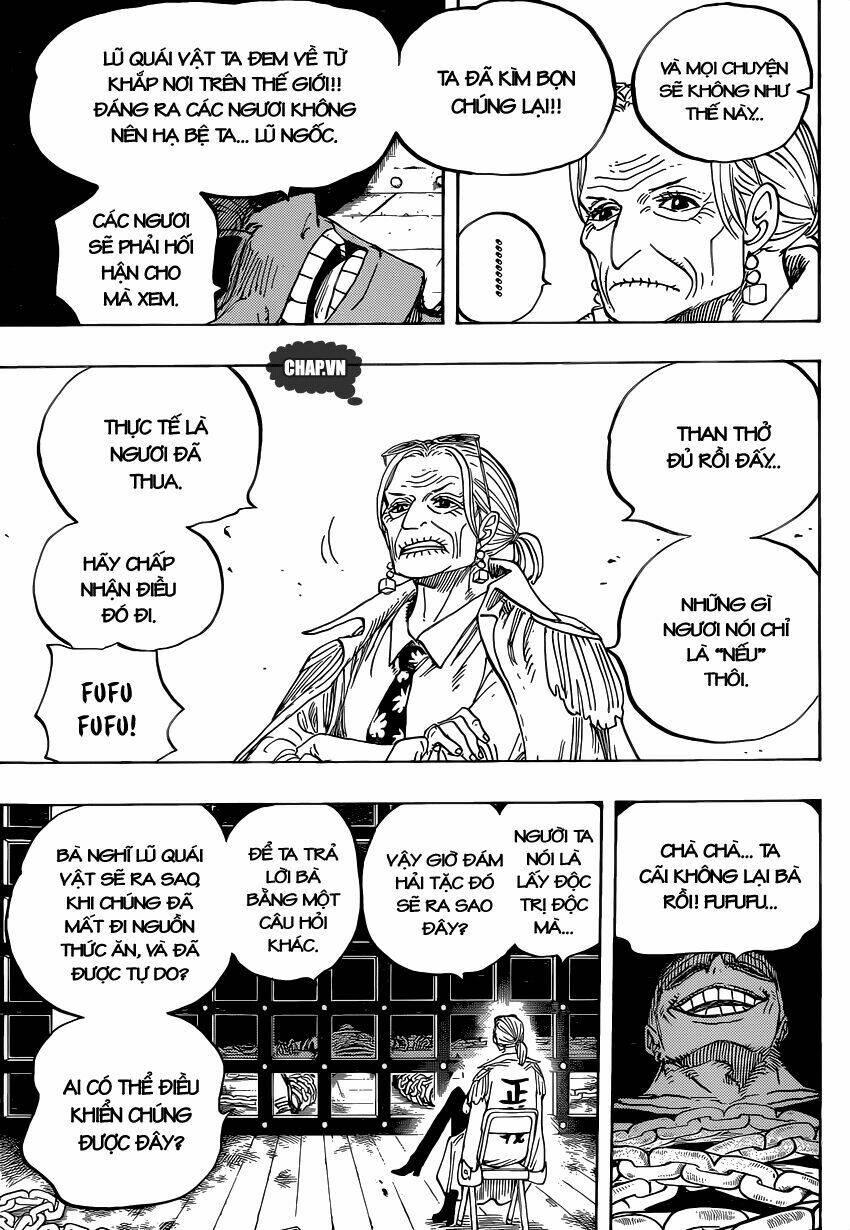 VÀ MỌI CHUYỆN
SẼ KHÔNG NHƯ
THẾ NÀY...
TA ĐÃ KÌM BỌN
CHÚNG LẠI!!
LŨ QUÁI VẬT TA ĐEM VỀ TỪ
KHẮP NƠI TRÊN THẾ GIỚI!!
ĐÁNG RA CÁC NGƯƠI KHÔNG
NÊN HẠ BỆ TA... LŨ NGỐC.
CÁC NGƯƠI
SẼ PHẢI HỐI
HẬN CHO
MÀ XEM.
CHAP.VN
THAN THỞ
ĐỦ RỒI ĐẤY...
NHỮNG GÌ
NGƯƠI NÓI CHỈ
LÀ “NẾU”
THÔI.
THỰC TẾ LÀ
NGƯƠI ĐÃ
THUA.
HÃY CHẤP
NHẬN ĐIỀU
ĐÓ ĐI.
FUFU
FUFU!
CHÀ CHÀ... TA
CÃI KHÔNG LẠI BÀ
RỒI! FUFUFU...
NGƯỜI TA
NÓI LÀ
LẤY ĐỘC
TRỊ ĐỘC
MÀ...
VẬY GIỜ ĐÁM
HẢI TẶC ĐÓ
SẼ RA SAO
ĐÂY?
ĐỂ TA TRẢ
LỜI BÀ
BẰNG MỘT
CÂU HỎI
KHÁC.
BÀ NGHĨ LŨ QUÁI
VẬT SẼ RA SAO,
KHI CHÚNG ĐÃ
MẤT ĐI NGUỒN
THỨC ĂN, VÀ ĐÃ
ĐƯỢC TỰ DO?
AI CÓ THỂ ĐIỀU
KHIỂN CHÚNG
ĐƯỢC ĐÂY?
正